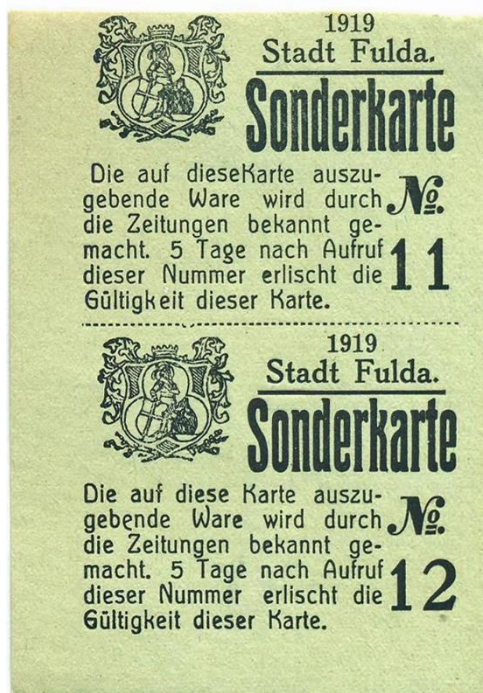 1919
Stadt Fulda.
Sonderkarte
Die auf dieseKarte auszu-
gebende Ware wird durch
die Zeitungen bekannt ge-
macht. 5 Tage nach Aufruf
dieser Nummer erlischt die
Gültigkeit dieser Karte.
No.
11
1919
Stadt Fulda.
Sonderkarte
Die auf diese Karte auszu-
gebende Ware wird durch
die Zeitungen bekannt ge-
macht. 5 Tage nach Aufruf
dieser Nummer erlischt die
Gültigkeit dieser Karte.
No.
12